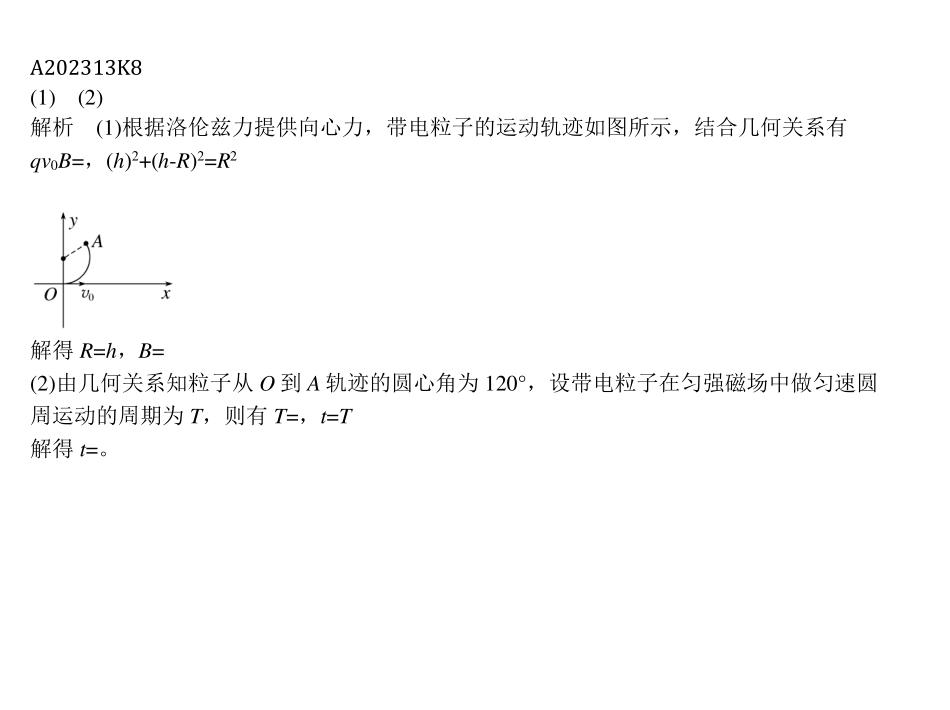 A202313K8
(1) (2)
解析 (1)根据洛伦兹力提供向心力，带电粒子的运动轨迹如图所示，结合几何关系有
qv₀B=，(h)²+(h-R)²=R²
y
A
O v₀ x
解得 R=h，B=
(2)由几何关系知粒子从 O 到 A 轨迹的圆心角为 120°，设带电粒子在匀强磁场中做匀速圆
周运动的周期为 T，则有 T=，t=T
解得 t=。